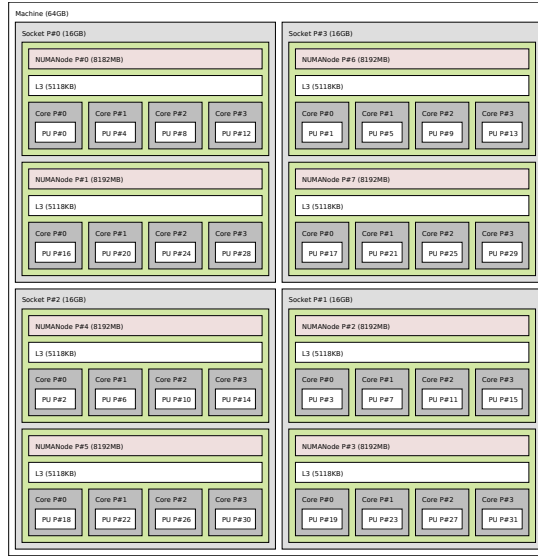 Machine (64GB)
Socket P#0 (16GB)
NUMANode P#0 (8182MB)
L3 (5118KB)
Core P#0 Core P#1 Core P#2 Core P#3
PU P#0 PU P#4 PU P#8 PU P#12
NUMANode P#1 (8192MB)
L3 (5118KB)
Core P#0 Core P#1 Core P#2 Core P#3
PU P#16 PU P#20 PU P#24 PU P#28
Socket P#3 (16GB)
NUMANode P#6 (8192MB)
L3 (5118KB)
Core P#0 Core P#1 Core P#2 Core P#3
PU P#1 PU P#5 PU P#9 PU P#13
NUMANode P#7 (8192MB)
L3 (5118KB)
Core P#0 Core P#1 Core P#2 Core P#3
PU P#17 PU P#21 PU P#25 PU P#29
Socket P#2 (16GB)
NUMANode P#4 (8192MB)
L3 (5118KB)
Core P#0 Core P#1 Core P#2 Core P#3
PU P#2 PU P#6 PU P#10 PU P#14
NUMANode P#5 (8192MB)
L3 (5118KB)
Core P#0 Core P#1 Core P#2 Core P#3
PU P#18 PU P#22 PU P#26 PU P#30
Socket P#1 (16GB)
NUMANode P#2 (8192MB)
L3 (5118KB)
Core P#0 Core P#1 Core P#2 Core P#3
PU P#3 PU P#7 PU P#11 PU P#15
NUMANode P#3 (8192MB)
L3 (5118KB)
Core P#0 Core P#1 Core P#2 Core P#3
PU P#19 PU P#23 PU P#27 PU P#31